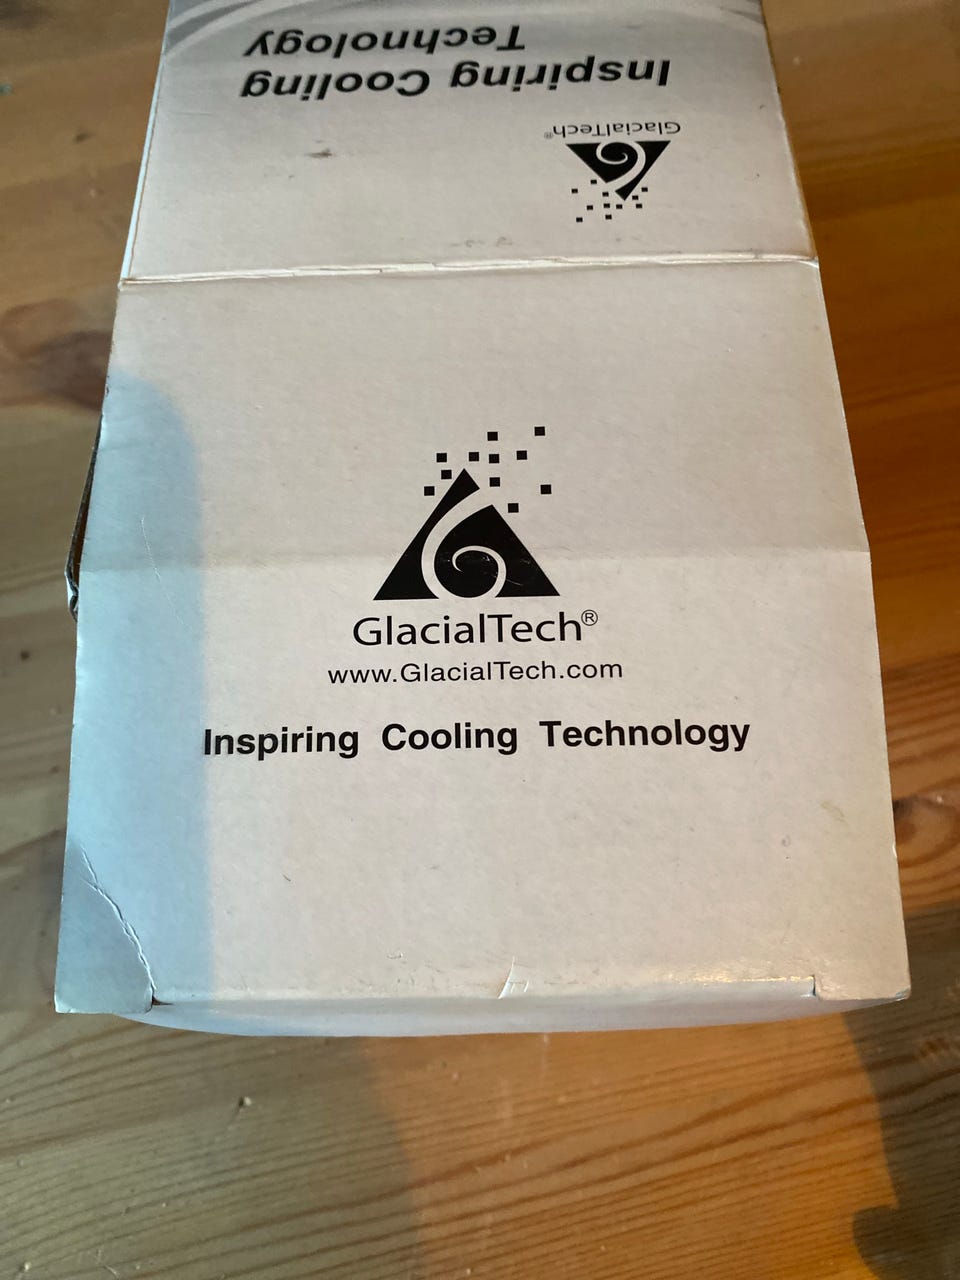 Inspiring Cooling
Technology
GlacialTech®
GlacialTech®
www.GlacialTech.com
Inspiring Cooling Technology